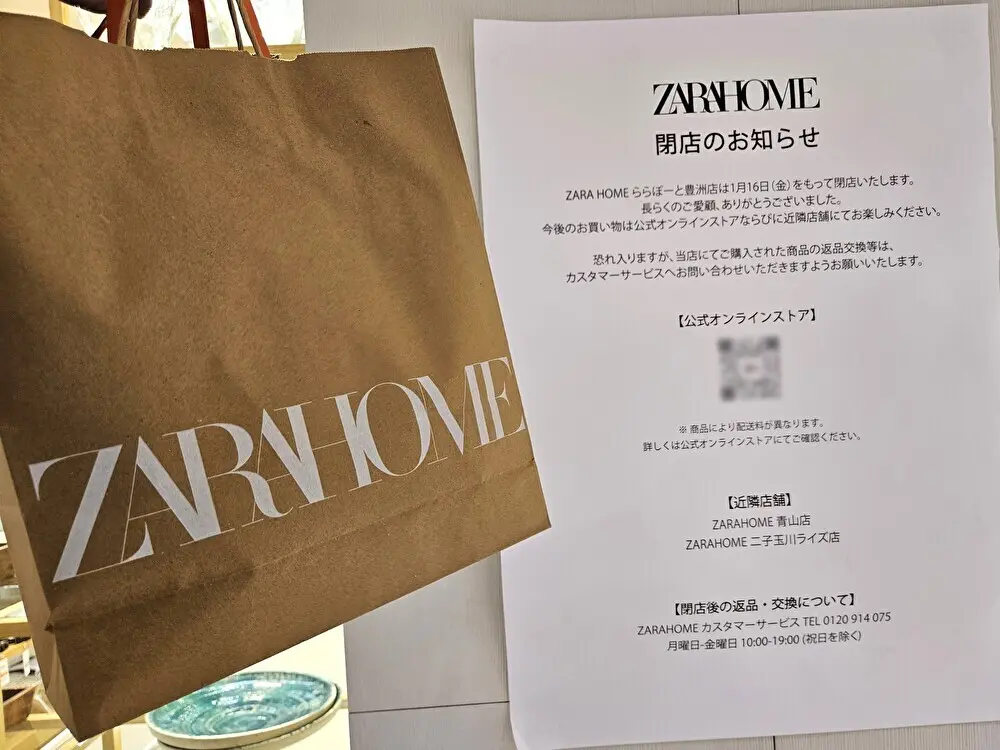 ZARAHOME
ZARAHOME
閉店のお知らせ
ZARA HOME ららぽーと豊洲店は1月16日(金)をもって閉店いたします。
長らくのご愛顧、ありがとうございました。
今後のお買い物は公式オンラインストアならびに近隣店舗にてお楽しみください。
恐れ入りますが、当店にてご購入された商品の返品交換等は、
カスタマーサービスへお問い合わせいただきますようお願いいたします。
【公式オンラインストア】
※ 商品により配送料が異なります。
詳しくは公式オンラインストアにてご確認ください。
【近隣店舗】
ZARAHOME 青山店
ZARAHOME 二子玉川ライズ店
【閉店後の返品・交換について】
ZARAHOME カスタマーサービス TEL 0120 914 075
月曜日-金曜日 10:00-19:00 (祝日を除く)